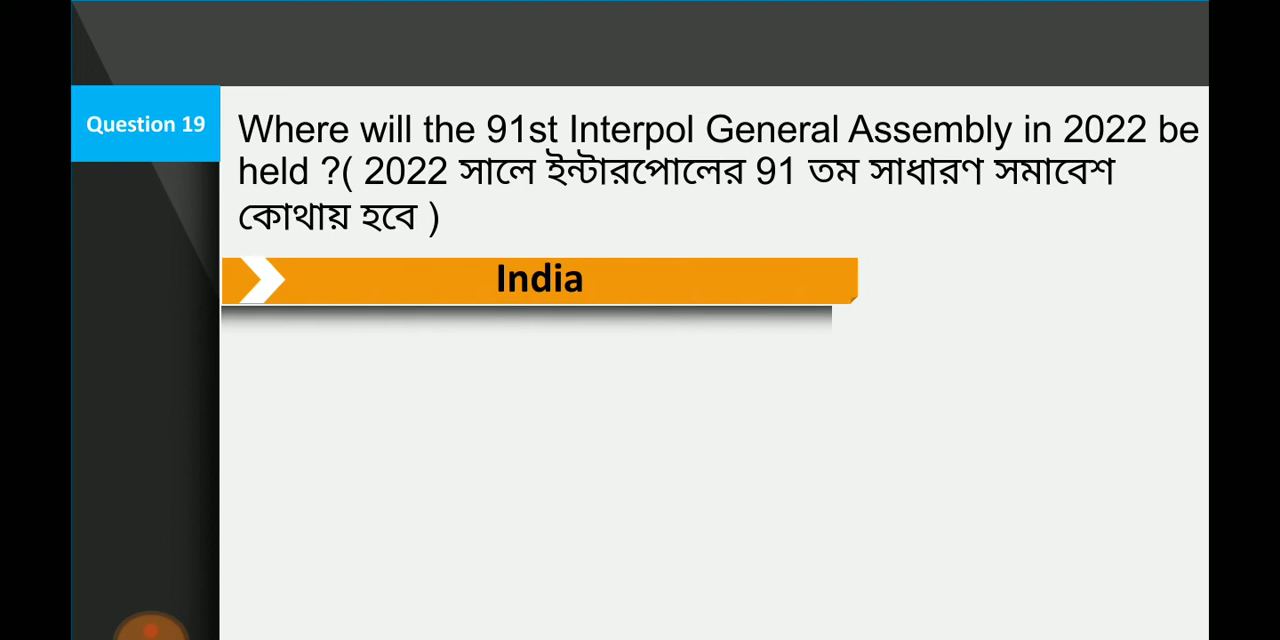 Question 19
Where will the 91st Interpol General Assembly in 2022 be
held ?( 2022 সালে ইন্টারপোলের 91 তম সাধারণ সমাবেশ
কোথায় হবে )
India